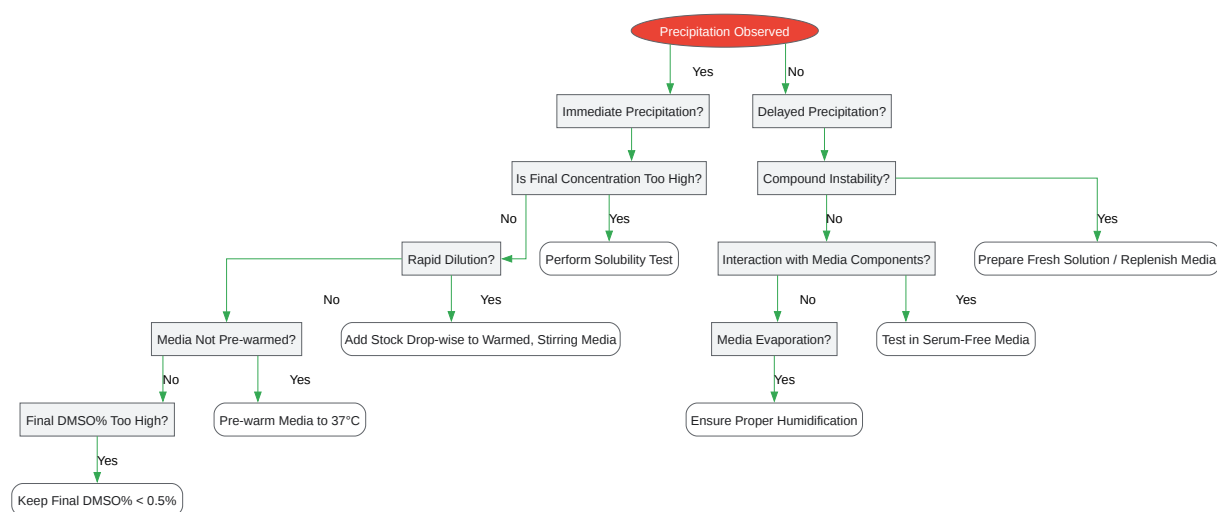 Precipitation Observed
Yes
No
Immediate Precipitation?
Delayed Precipitation?
Is Final Concentration Too High?
Compound Instability?
No
Yes
No
Yes
Rapid Dilution?
Perform Solubility Test
Interaction with Media Components?
Prepare Fresh Solution / Replenish Media
No
Yes
No
Yes
Media Not Pre-warmed?
Add Stock Drop-wise to Warmed, Stirring Media
Media Evaporation?
Test in Serum-Free Media
No
Yes
Yes
Final DMSO% Too High?
Pre-warm Media to 37°C
Ensure Proper Humidification
Yes
Keep Final DMSO% < 0.5%